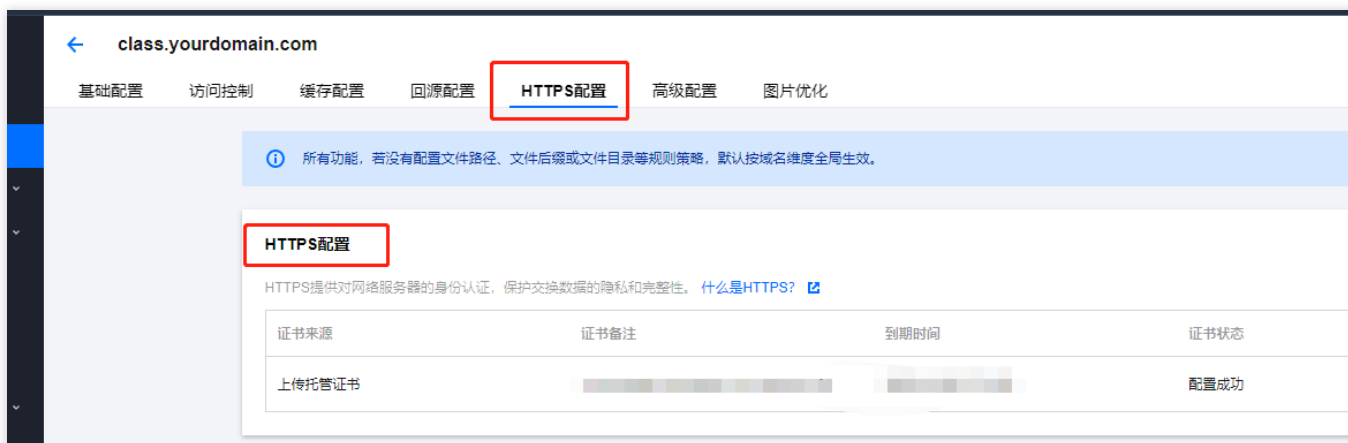 class.yourdomain.com
基础配置 访问控制 缓存配置 回源配置 HTTPS配置 高级配置 图片优化
所有功能，若没有配置文件路径、文件后缀或文件目录等规则策略，默认按域名维度全局生效。
HTTPS配置
HTTPS提供对网络服务器的身份认证，保护交换数据的隐私和完整性。 什么是HTTPS？
证书来源 证书备注 到期时间 证书状态
上传托管证书 配置成功